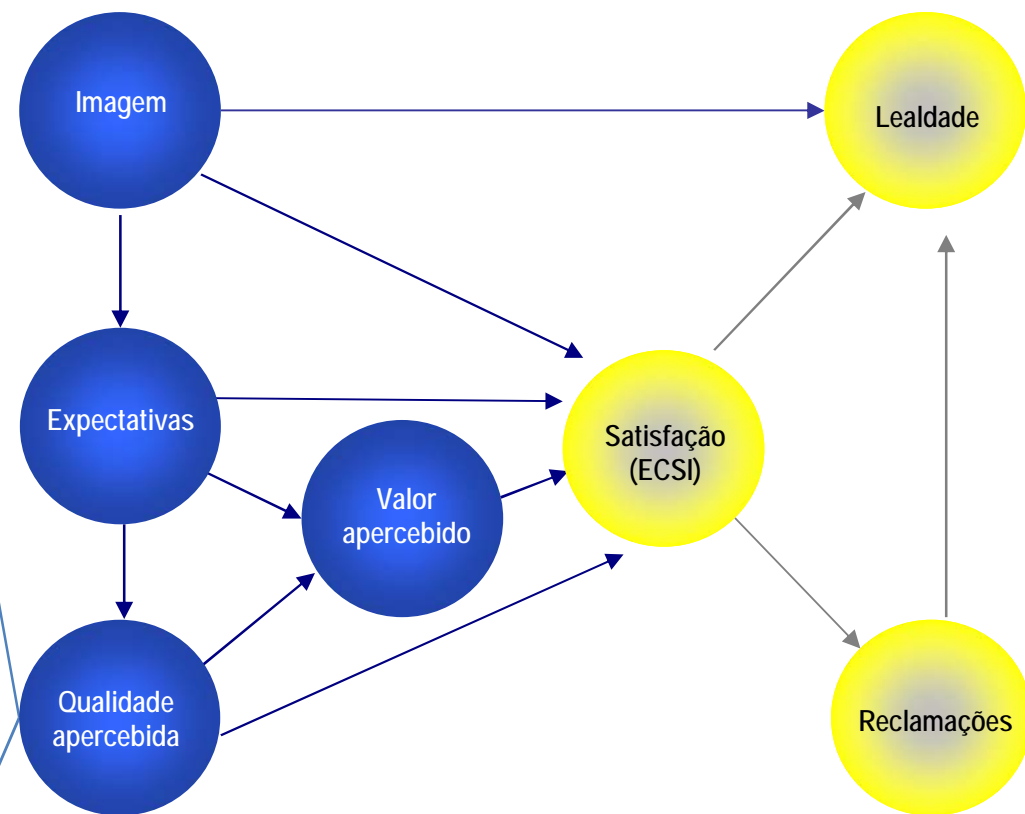 Imagem
Lealdade
Expectativas
Satisfação
(ECSI)
Valor
apercebido
Qualidade
apercebida
Reclamações